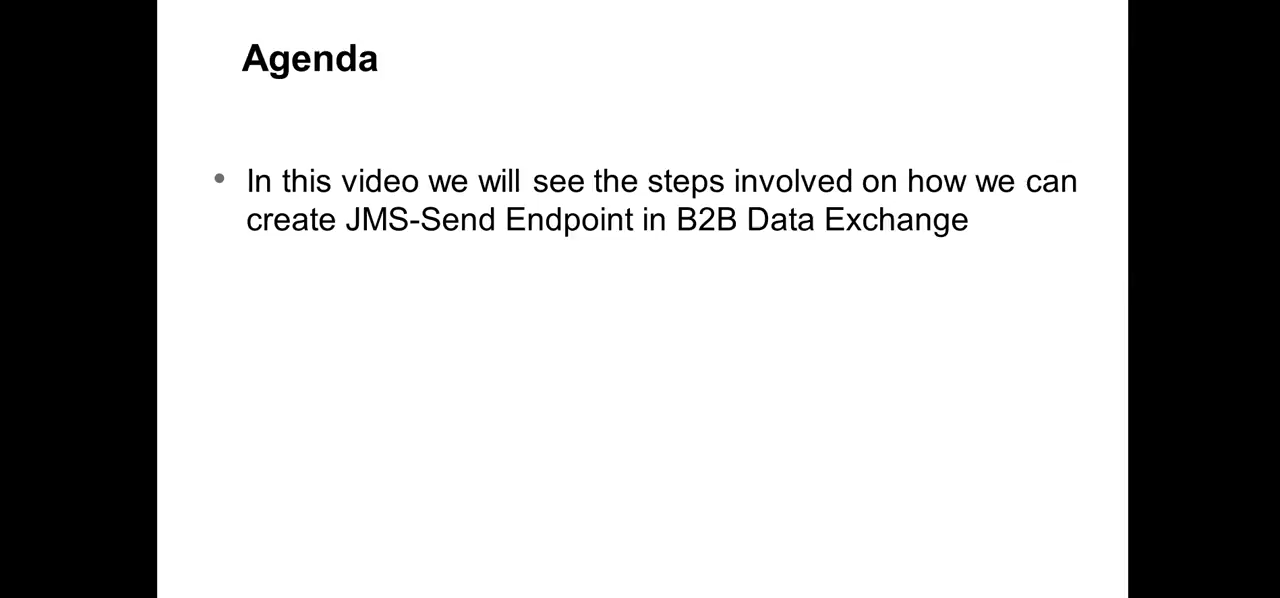 Agenda
• In this video we will see the steps involved on how we can
create JMS-Send Endpoint in B2B Data Exchange